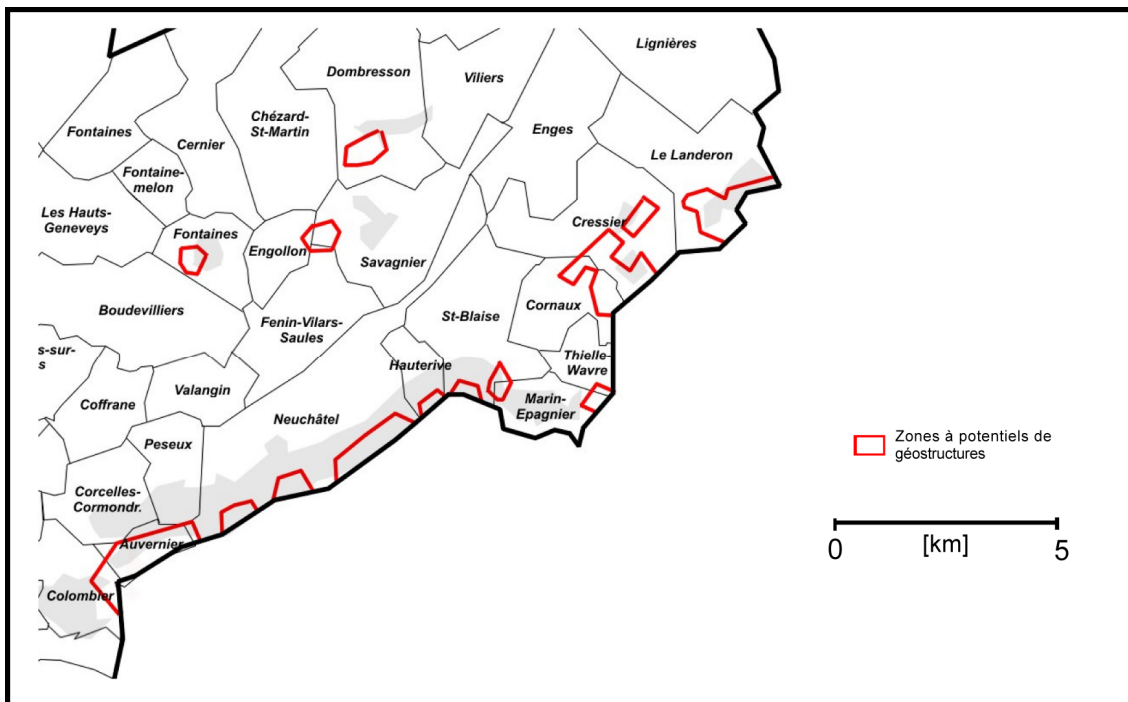 Lignières
Dombresson
Viliers
Chézard-
St-Martin
Fontaines
Cernier
Enges
Le Landeron
Fontaine-
melon
Les Hauts-
Geneveys
Fontaines
Engollon
Cressier
Savagnier
Boudevilliers
Cornaux
St-Blaise
Fenin-Vilars-
Saules
s-sur-
s
Thielle-
Wavre
Hauterive
Valangin
Coffrane
Marin-
Epagnier
Neuchâtel
Peseux
Zones à potentiels de
géostructures
Corcelles-
Cormondr.
Auvernier
0 [km] 5
Colombier